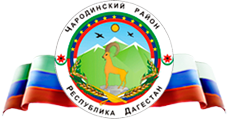 ЧАРОДИНСКИЙ РАЙОН
РЕСПУБЛИКА ДАГЕСТАН